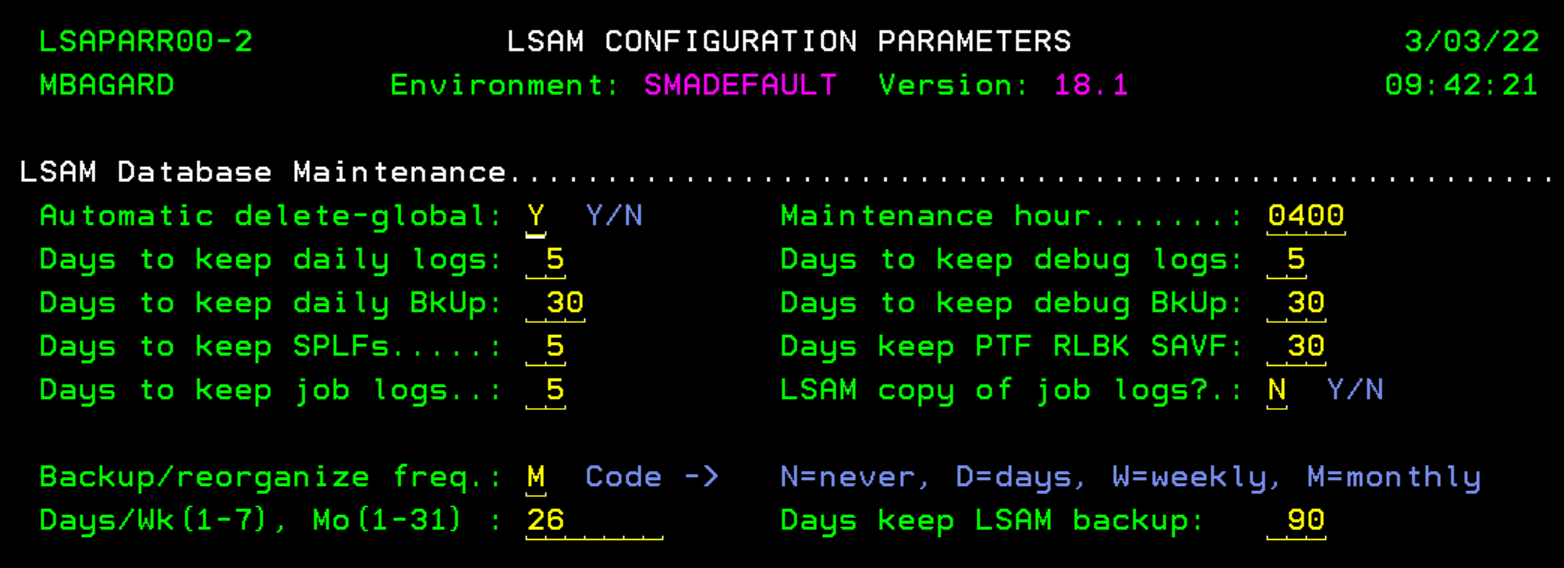 LSAPARR00-2 LSAM CONFIGURATION PARAMETERS 3/03/22
MBAGARD Environment: SMADEFAULT Version: 18.1 09:42:21
LSAM Database Maintenance......................................................
Automatic delete-global: Y Y/N Maintenance hour.......: 0400
Days to keep daily logs: 5 Days to keep debug logs: 5
Days to keep daily BkUp: 30 Days to keep debug BkUp: 30
Days to keep SPLFs.....: 5 Days keep PTF RLBK SAVF: 30
Days to keep job logs..: 5 LSAM copy of job logs?.: N Y/N
Backup/reorganize freq.: M Code -> N=never, D=days, W=weekly, M=monthly
Days/Wk(1-7), Mo(1-31) : 26 Days keep LSAM backup: 90